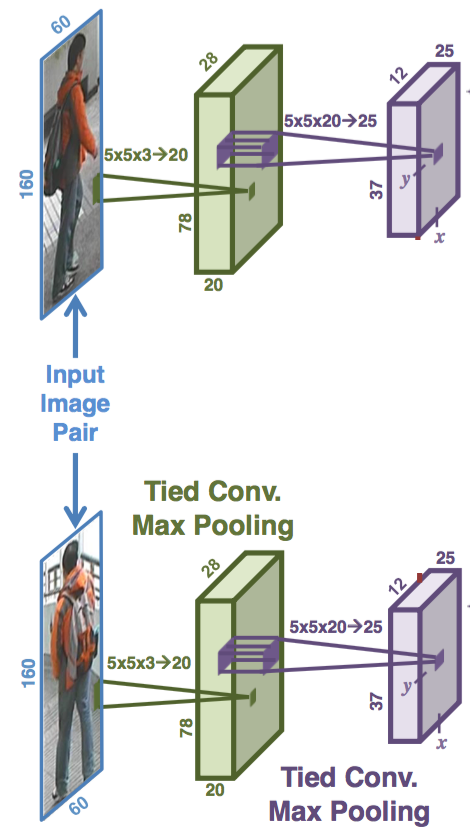 60
160
5x5x3→20
28
78
20
5x5x20→25
12
25
37
y
x
Input
Image
Pair
Tied Conv.
Max Pooling
160
60
5x5x3→20
28
78
20
5x5x20→25
12
25
37
y
x
Tied Conv.
Max Pooling